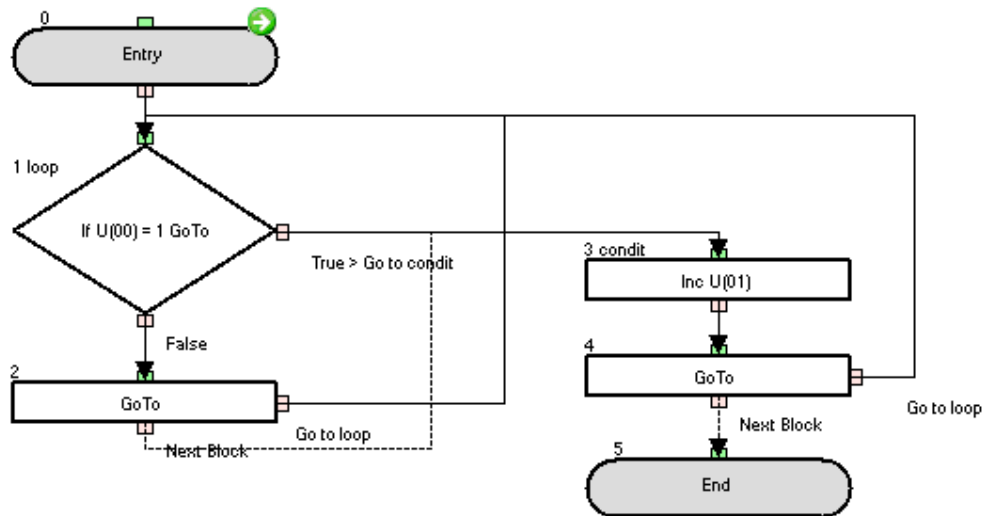 0
Entry
1 loop
If U(00) = 1 GoTo
True > Go to condit
False
2
GoTo
Go to loop
Next Block
3 condit
Inc U(01)
4
GoTo
Go to loop
Next Block
5
End